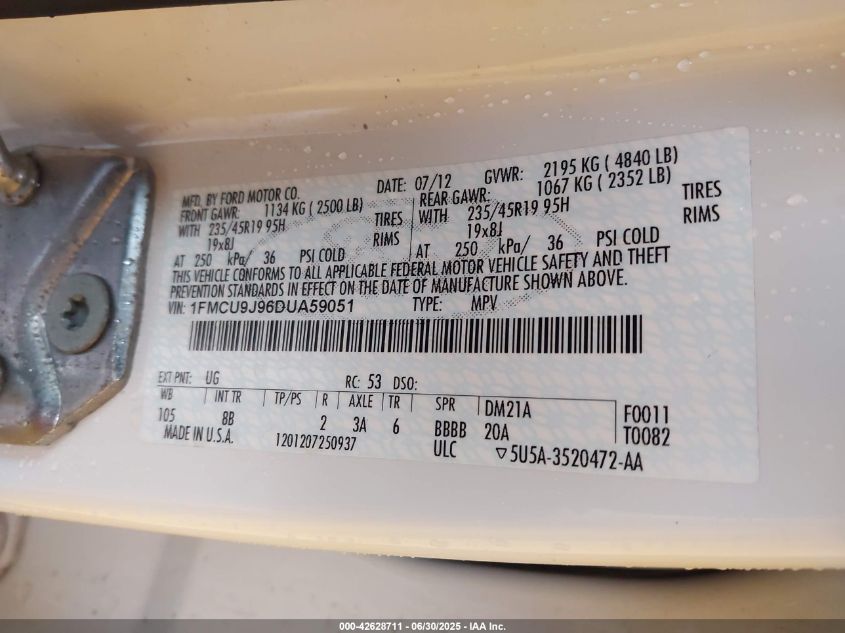 MFD. BY FORD MOTOR CO. DATE: 07/12 GVWR: 2195 KG ( 4840 LB)
FRONT GAWR: 1134 KG ( 2500 LB) REAR GAWR: 1067 KG ( 2352 LB)
WITH 235/45R19 95H TIRES WITH 235/45R19 95H TIRES
19x8J RIMS 19x8J RIMS
AT 250 kPa/ 36 PSI COLD AT 250 kPa/ 36 PSI COLD
THIS VEHICLE CONFORMS TO ALL APPLICABLE FEDERAL MOTOR VEHICLE SAFETY AND THEFT
PREVENTION STANDARDS IN EFFECT ON THE DATE OF MANUFACTURE SHOWN ABOVE.
VIN: 1FMCU9J96DUA59051 TYPE: MPV
EXT PNT: UG RC: 53 DSO:
WB INT TR TP/PS R AXLE TR SPR DM21A F0011
105 8B 2 3A 6 BBBB 20A T0082
MADE IN U.S.A. 1201207250937 ULC ▽5U5A-3520472-AA
000-42628711 - 06/30/2025 - IAA Inc.